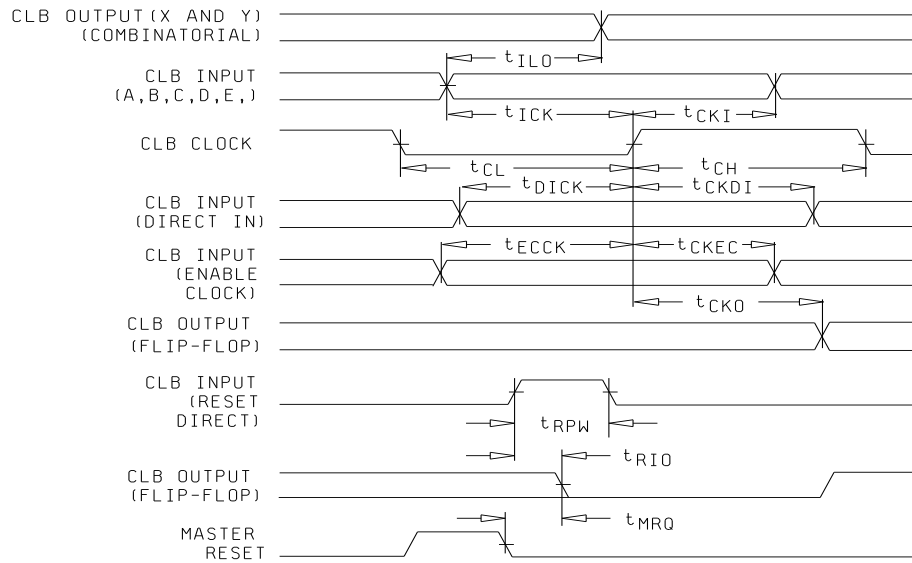 CLB OUTPUT(X AND Y)
(COMBINATORIAL)
tILO
CLB INPUT
(A,B,C,D,E,)
tICK
tCKI
CLB CLOCK
tCL
tCH
tDICK
tCKDI
CLB INPUT
(DIRECT IN)
tECCK
tCKEC
CLB INPUT
(ENABLE
CLOCK)
tCKO
CLB OUTPUT
(FLIP-FLOP)
CLB INPUT
(RESET
DIRECT)
tRPW
tRIO
CLB OUTPUT
(FLIP-FLOP)
tMRQ
MASTER
RESET